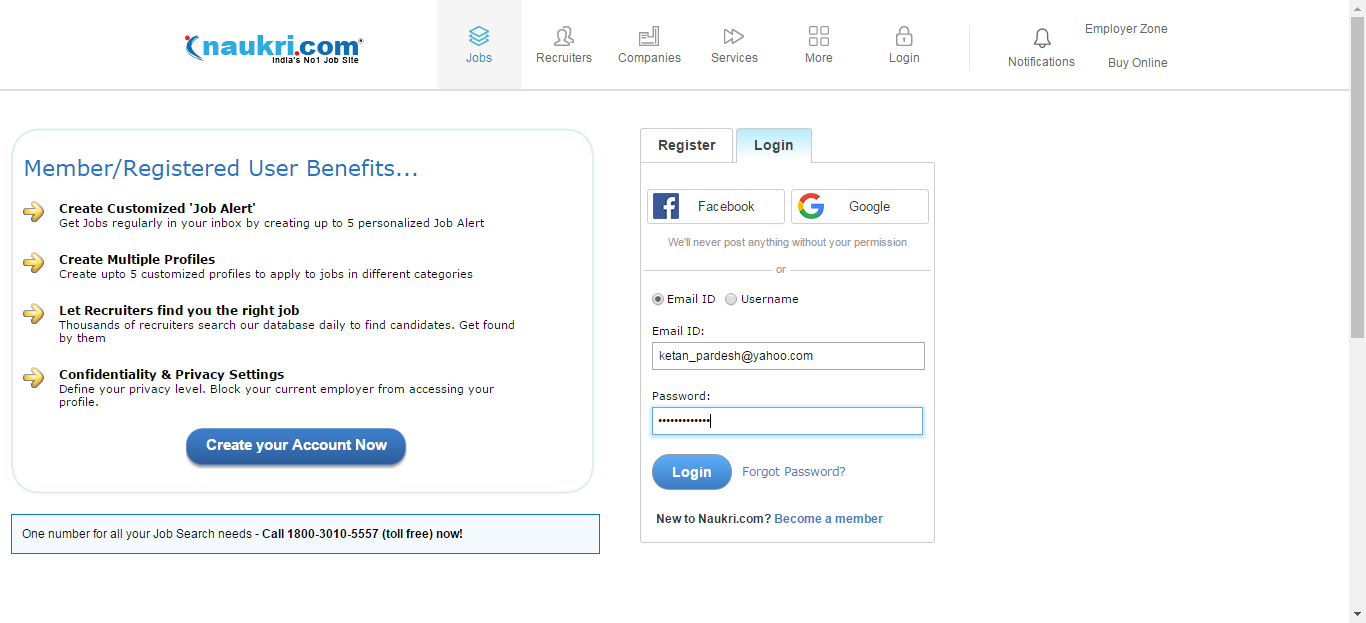 naukri.com
India's No1 Job Site
Jobs
Recruiters
Companies
Services
More
Login
Notifications
Employer Zone
Buy Online
Member/Registered User Benefits...
Create Customized 'Job Alert'
Get Jobs regularly in your inbox by creating up to 5 personalized Job Alert
Create Multiple Profiles
Create upto 5 customized profiles to apply to jobs in different categories
Let Recruiters find you the right job
Thousands of recruiters search our database daily to find candidates. Get found
by them
Confidentiality & Privacy Settings
Define your privacy level. Block your current employer from accessing your
profile.
Create your Account Now
One number for all your Job Search needs - Call 1800-3010-5557 (toll free) now!
Register
Login
Facebook
Google
We'll never post anything without your permission
or
Email ID
Username
Email ID:
ketan_pardesh@yahoo.com
Password:
•••••••••••••
Login
Forgot Password?
New to Naukri.com? Become a member